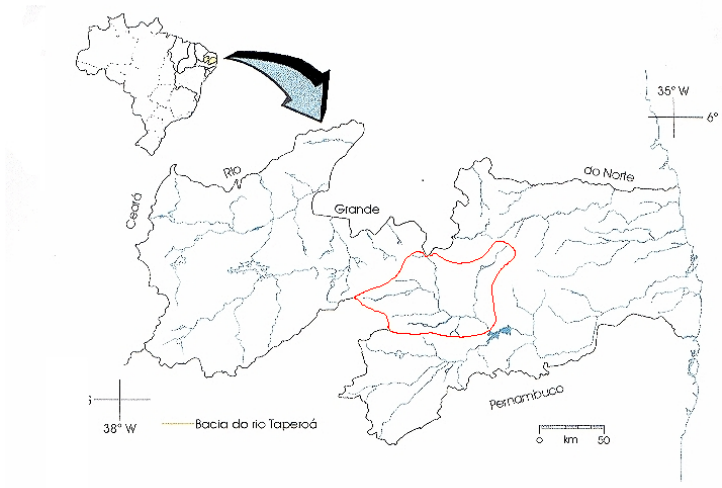 35° W
6°
Rio
Grande
do Norte
Ceará
Pernambuco
38° W
Bacia do rio Taperoá
0 km 50